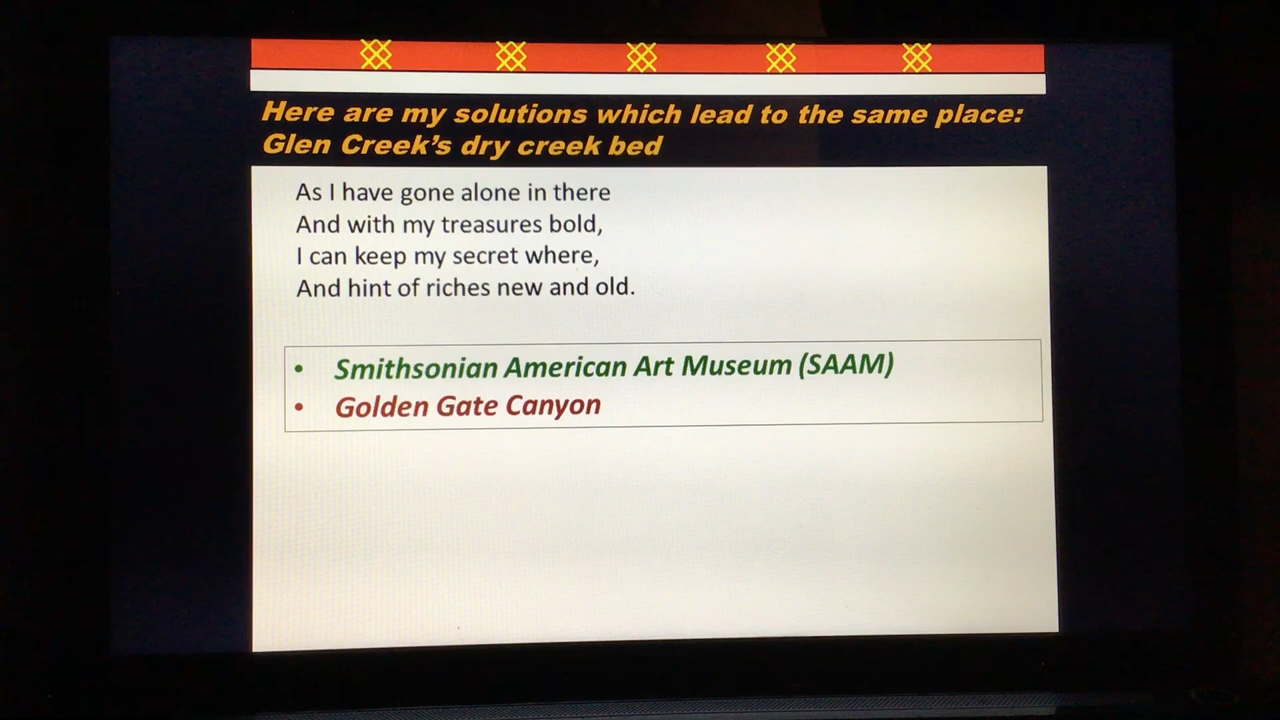 Here are my solutions which lead to the same place:
Glen Creek's dry creek bed
As I have gone alone in there
And with my treasures bold,
I can keep my secret where,
And hint of riches new and old.
• Smithsonian American Art Museum (SAAM)
• Golden Gate Canyon